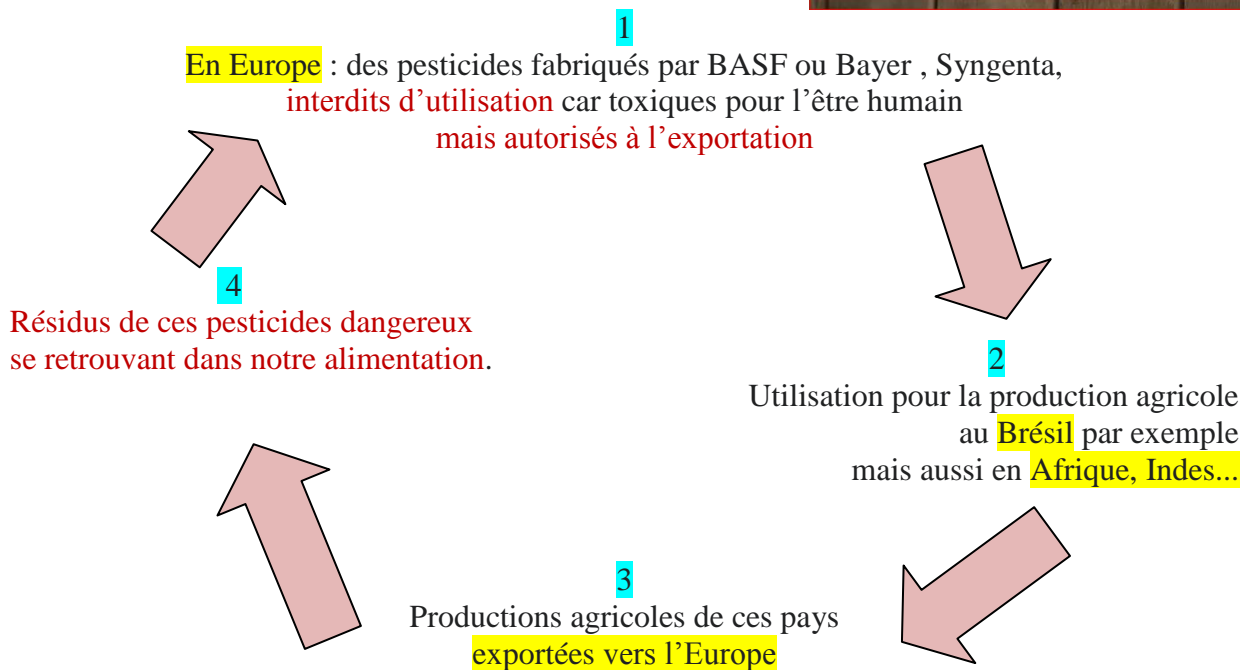 1
En Europe : des pesticides fabriqués par BASF ou Bayer , Syngenta,
interdits d’utilisation car toxiques pour l’être humain
mais autorisés à l’exportation
2
Utilisation pour la production agricole
au Brésil par exemple
mais aussi en Afrique, Indes...
3
Productions agricoles de ces pays
exportées vers l’Europe
4
Résidus de ces pesticides dangereux
se retrouvant dans notre alimentation.